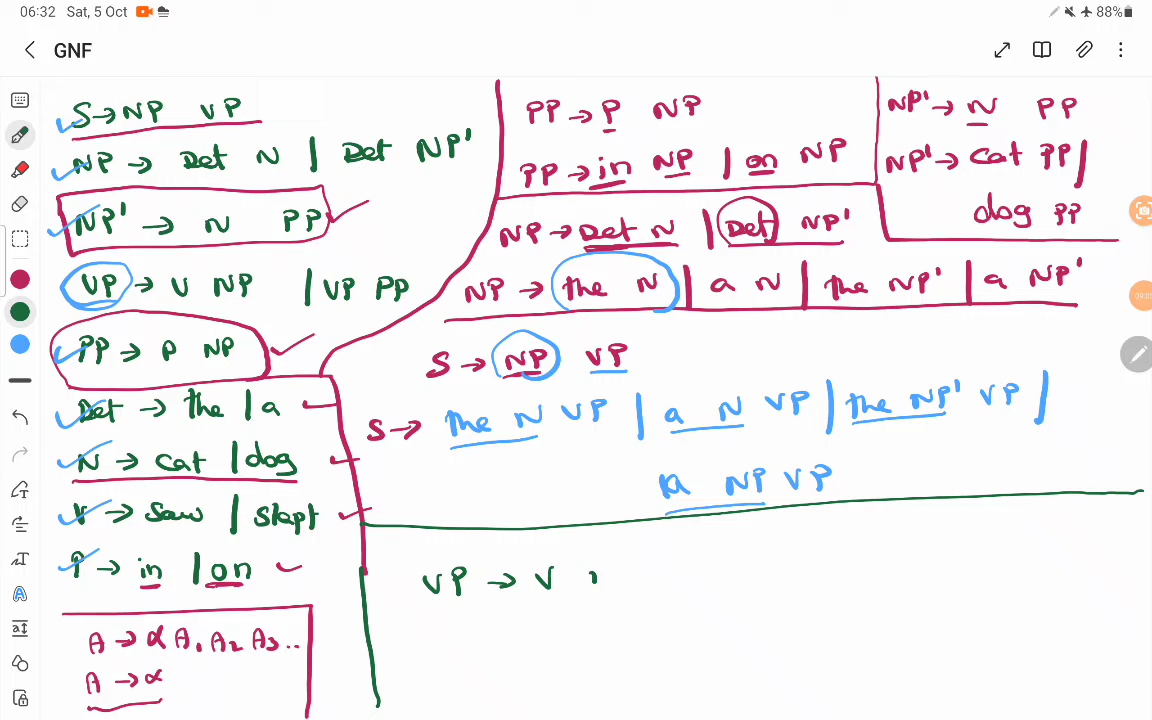 06:32 Sat, 5 Oct 88%
GNF
S → NP VP
NP → Det N | Det NP'
NP' → N PP
VP → V NP | VP PP
PP → P NP
Det → the | a
N → cat | dog
V → saw | slept
P → in | on
A → α A1 A2 A3 ..
A → α
PP → P NP
PP → in NP | on NP
NP' → N PP
NP' → cat PP |
dog PP
NP → Det N | Det NP'
NP → the N | a N | the NP' | a NP'
S → NP VP
S → the N VP | a N VP | the NP' VP |
a NP VP
VP → V